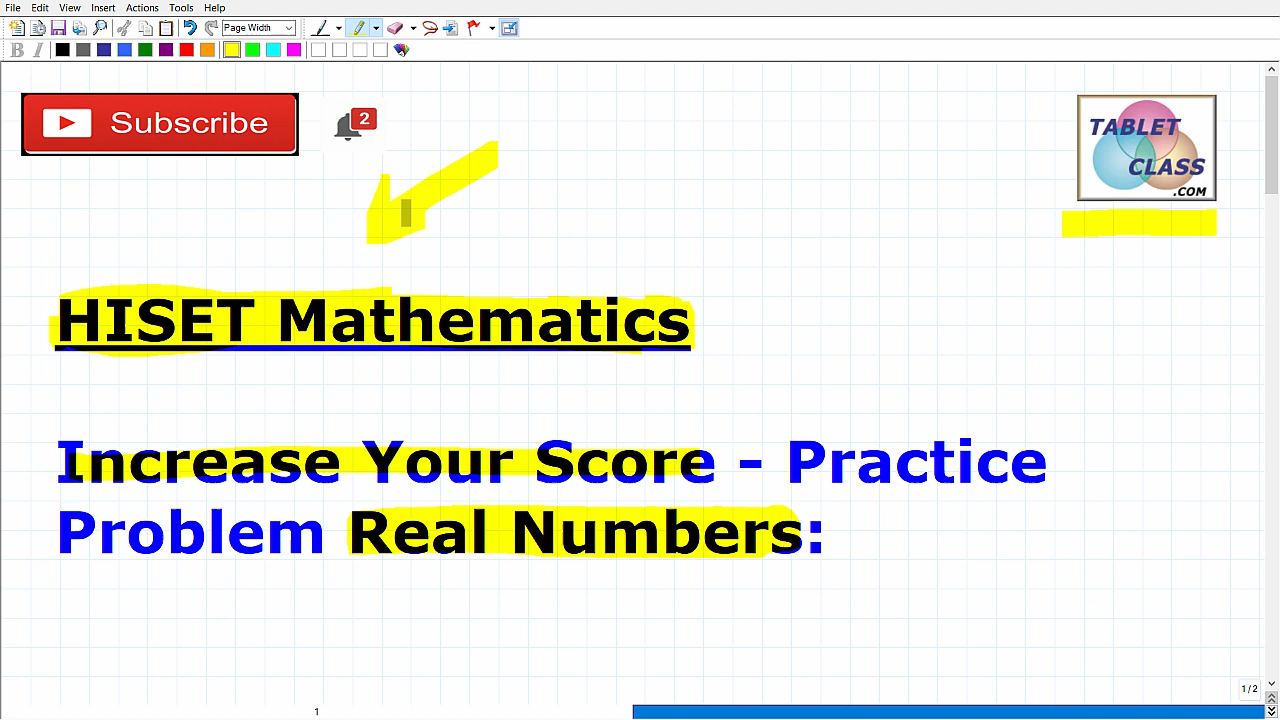 File Edit View Insert Actions Tools Help
Page Width
B I
Subscribe
2
TABLET
CLASS
.COM
HISET Mathematics
Increase Your Score - Practice
Problem Real Numbers:
1/2
1